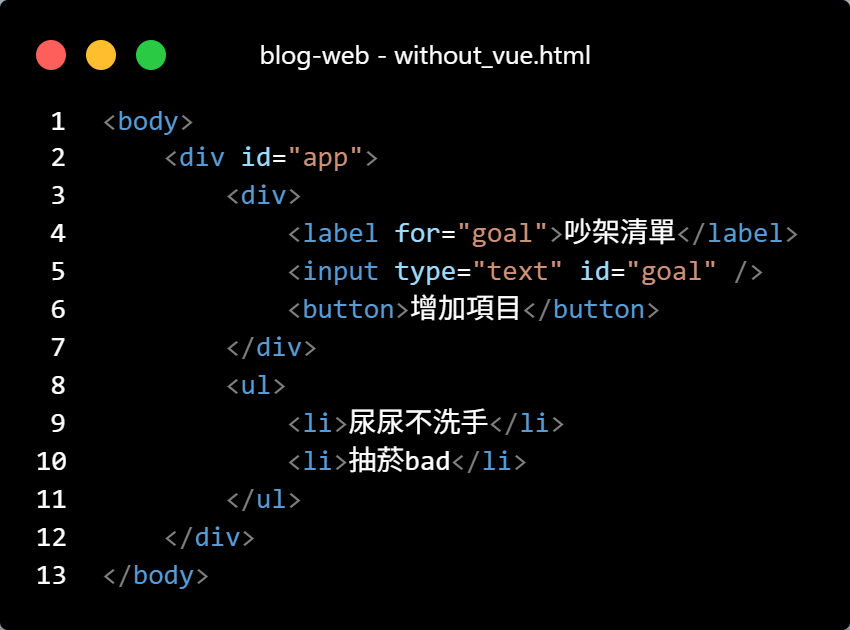 blog-web - without_vue.html
1 <body>
2     <div id="app">
3         <div>
4             <label for="goal">吵架清單</label>
5             <input type="text" id="goal" />
6             <button>增加項目</button>
7         </div>
8         <ul>
9             <li>尿尿不洗手</li>
10             <li>抽菸bad</li>
11         </ul>
12     </div>
13 </body>